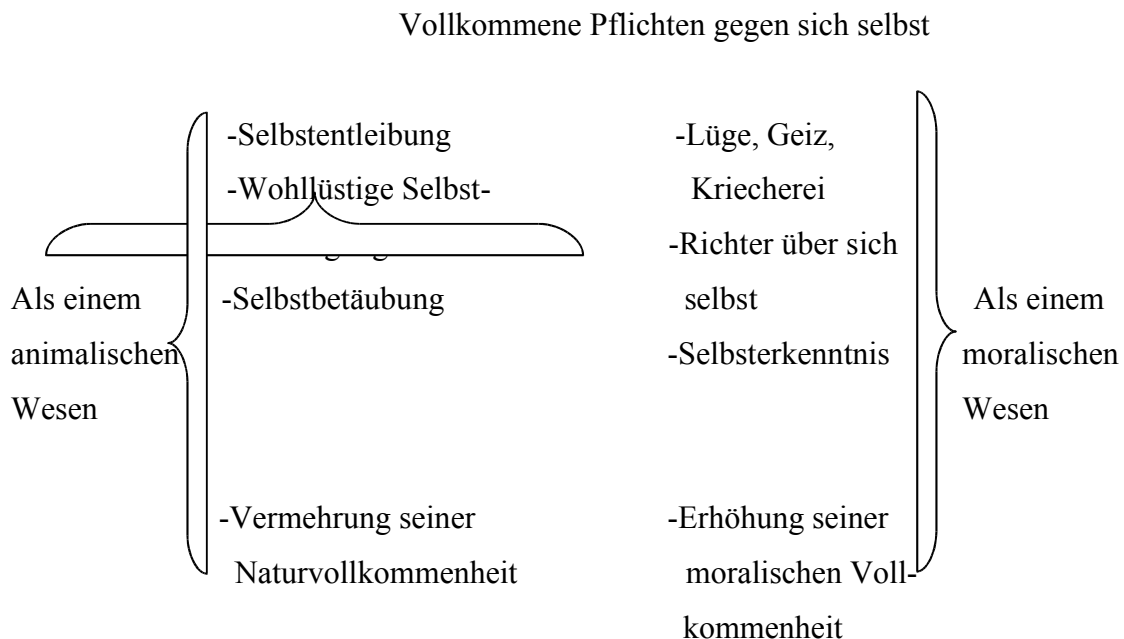 Vollkommene Pflichten gegen sich selbst
Als einem
animalischen
Wesen
-Selbstentleibung
-Wohllüstige Selbst-
-Selbstbetäubung
-Vermehrung seiner
Naturvollkommenheit
-Lüge, Geiz,
Kriecherei
-Richter über sich
selbst
-Selbsterkenntnis
-Erhöhung seiner
moralischen Voll-
kommenheit
Als einem
moralischen
Wesen